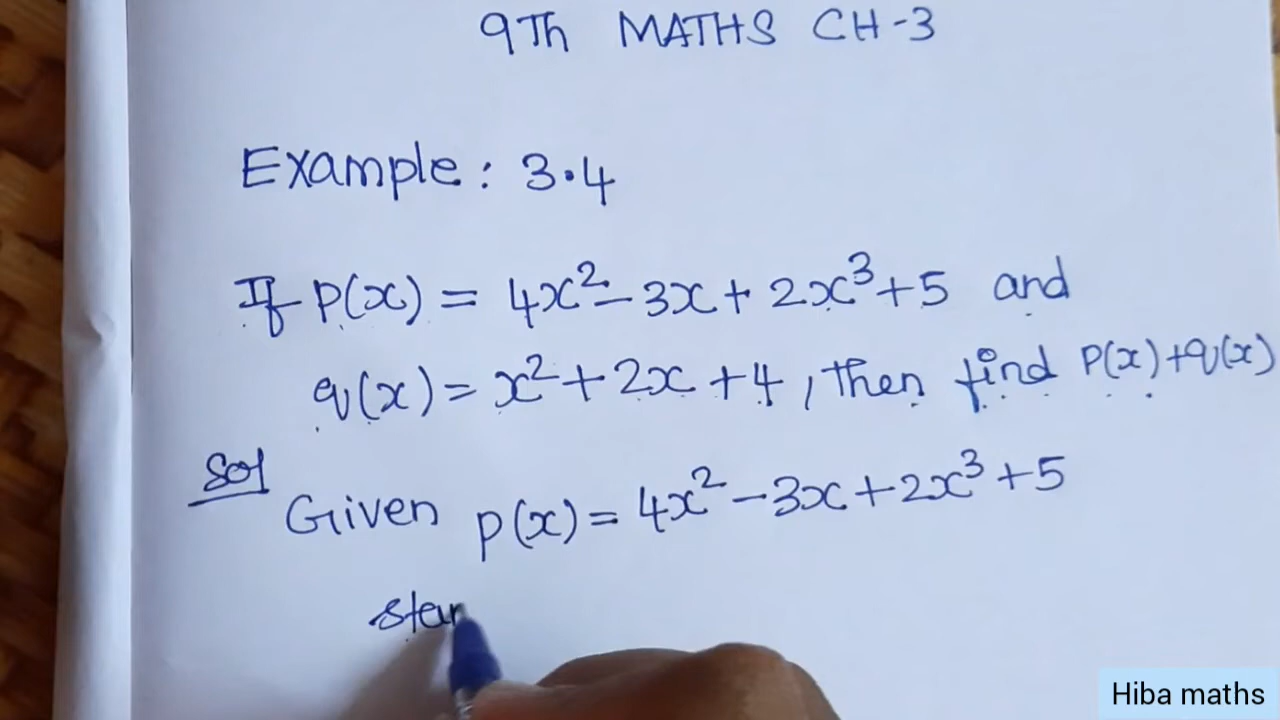 9Th MATHS CH-3
Example: 3.4
If P(x) = 4x² - 3x + 2x³ + 5 and
q(x) = x² + 2x + 4, then find P(x)+q(x)
Sol
Given p(x) = 4x² - 3x + 2x³ + 5
Hiba maths